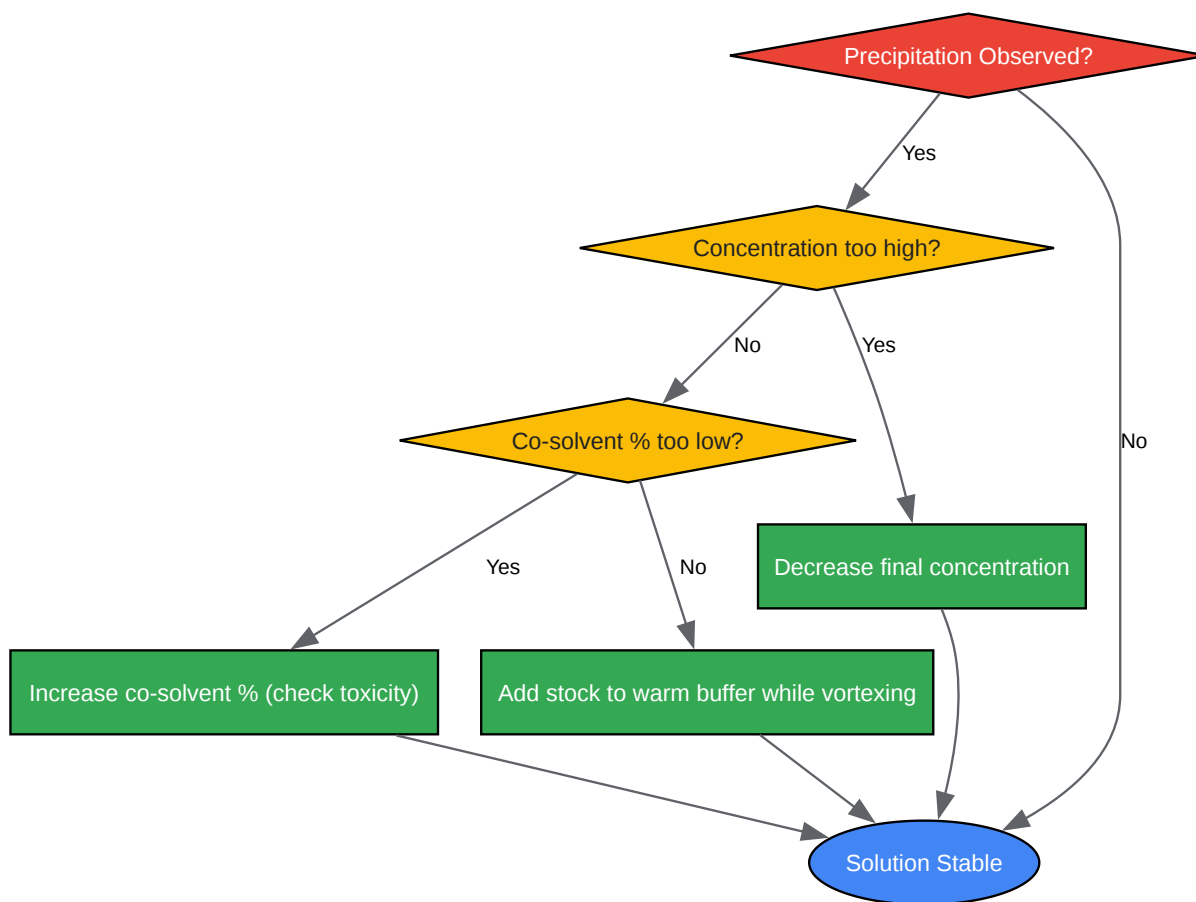 Precipitation Observed?
Yes
Concentration too high?
No
Yes
Co-solvent % too low?
No
Yes
No
Decrease final concentration
Increase co-solvent % (check toxicity)
Add stock to warm buffer while vortexing
Solution Stable